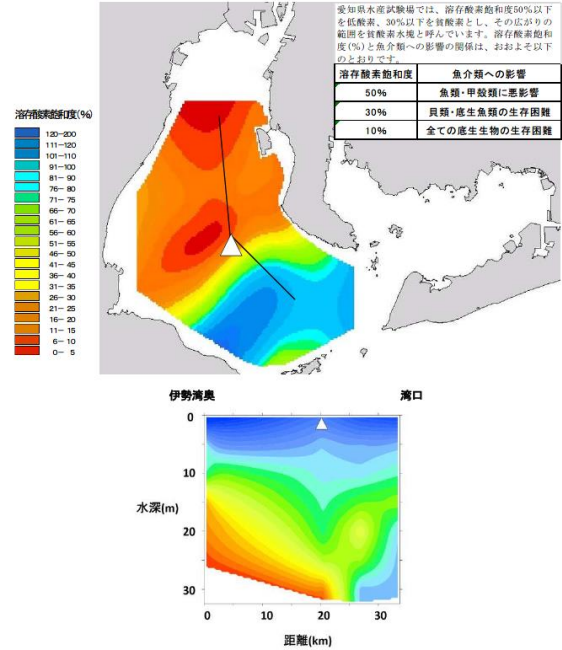 愛知県水産試験場では、溶存酸素飽和度50%以下
を低酸素、30%以下を貧酸素とし、その広がりの
範囲を貧酸素水塊と呼んでいます。溶存酸素飽和
度(%)と魚介類への影響の関係は、おおよそ以下
のとおりです。
溶存酸素飽和度 魚介類への影響
50% 魚類・甲殻類に悪影響
30% 貝類・底生魚類の生存困難
10% 全ての底生生物の生存困難
溶存酸素飽和度(%)
120-200
111-120
101-110
91-100
81-90
76-80
71-75
66-70
61-65
56-60
51-55
46-50
41-45
36-40
31-35
26-30
21-25
16-20
11-15
6-10
0-5
伊勢湾奥 湾口
0
10
水深(m)
20
30
0 10 20 30
距離(km)